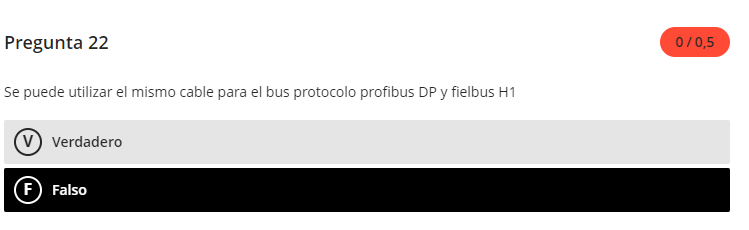 Pregunta 22
0 / 0,5
Se puede utilizar el mismo cable para el bus protocolo profibus DP y fielbus H1
V Verdadero
F Falso